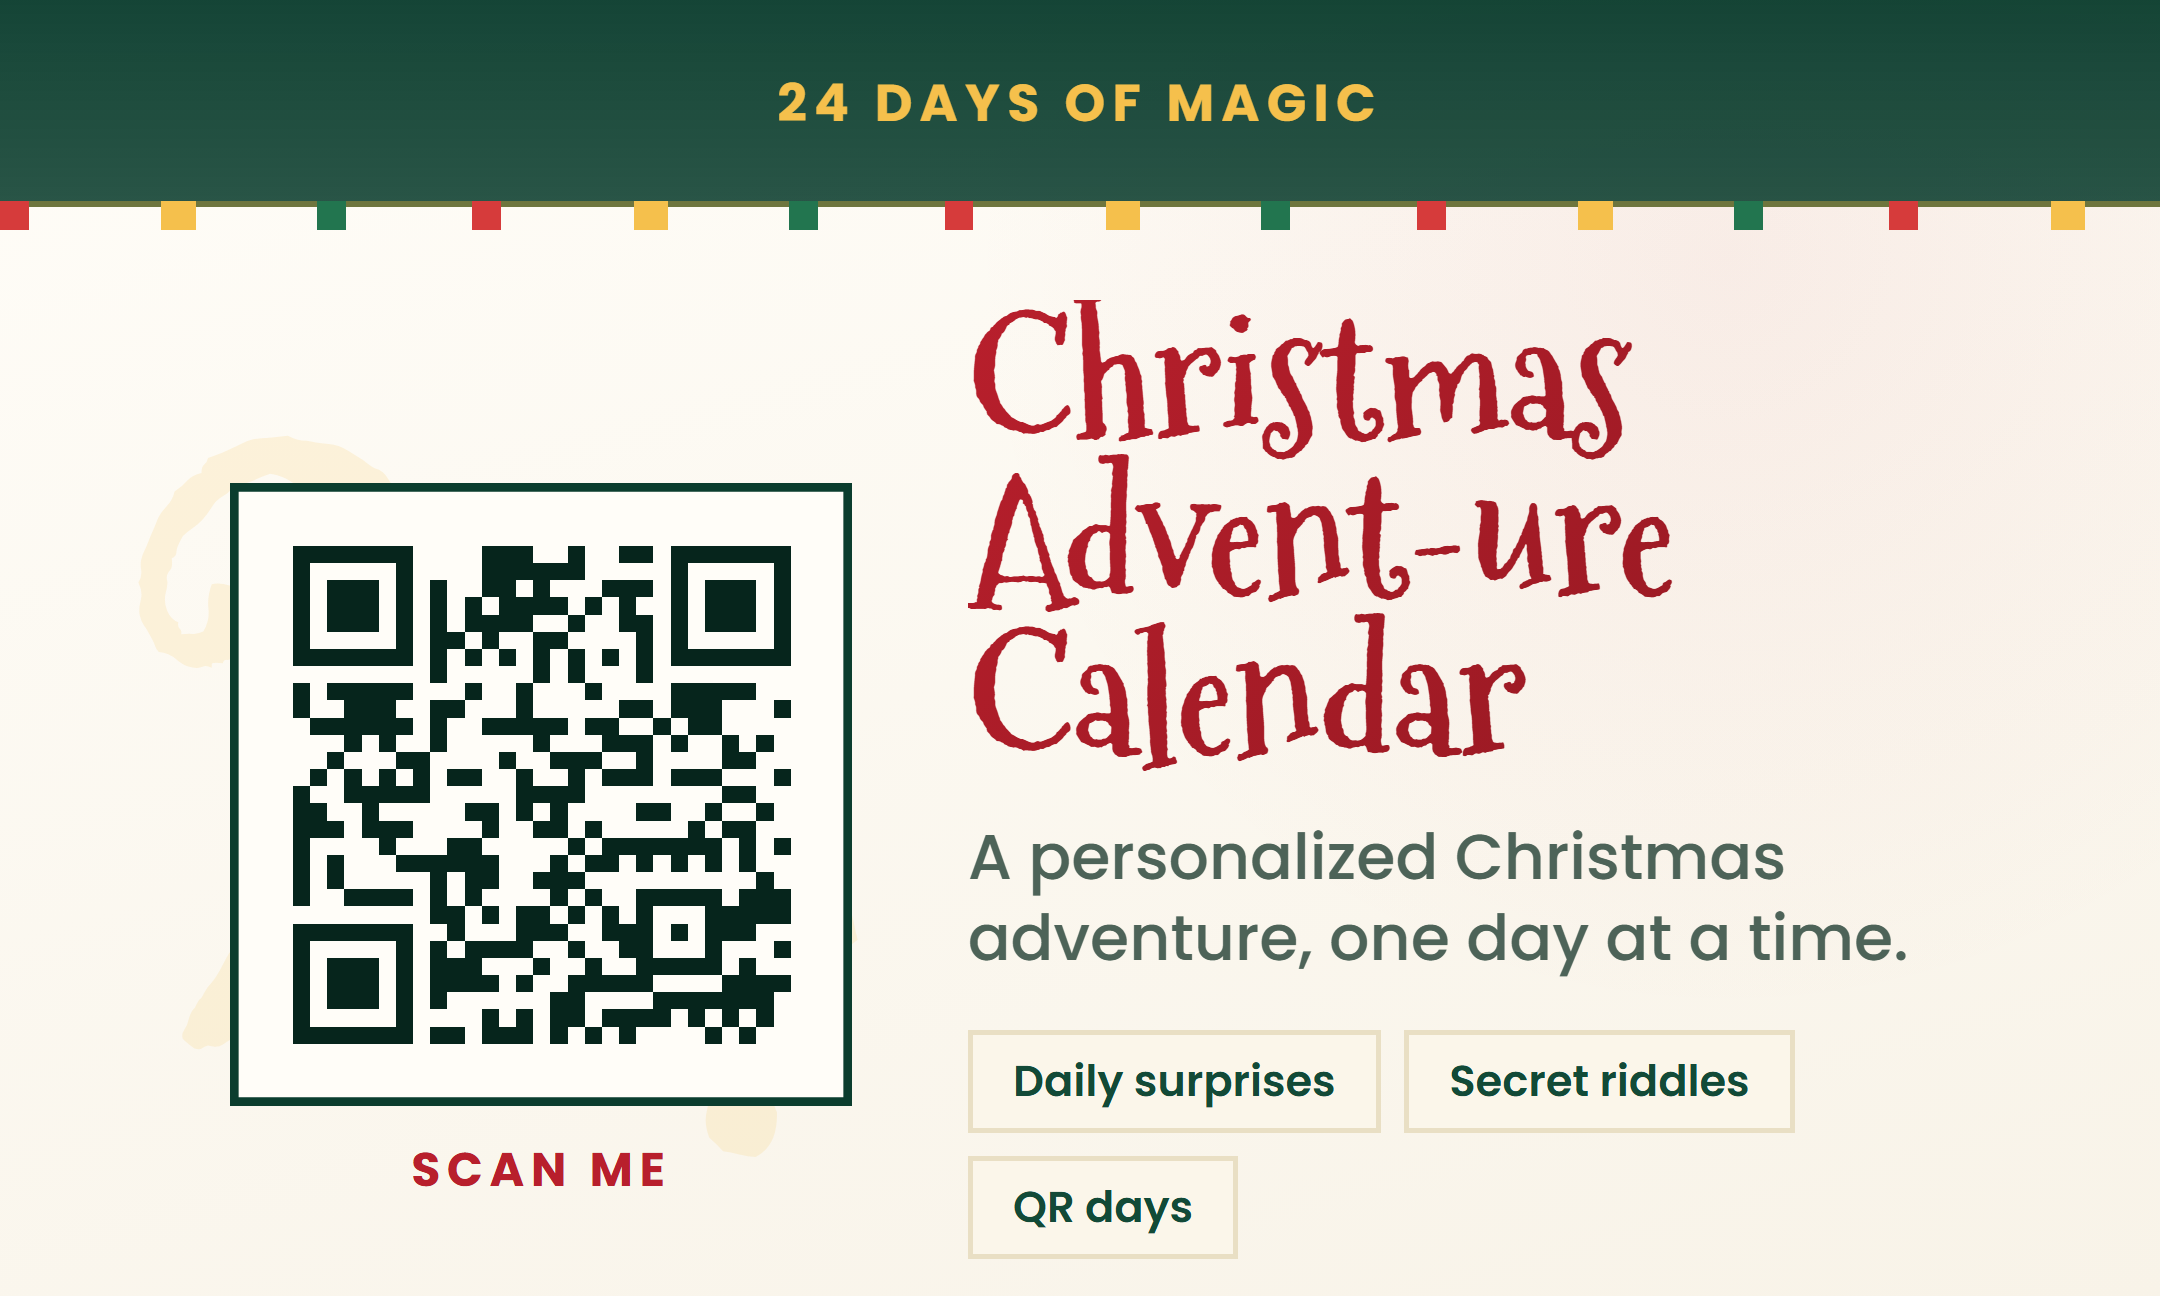 24 DAYS OF MAGIC
Christmas
Advent-ure
Calendar
A personalized Christmas
adventure, one day at a time.
Daily surprises
Secret riddles
QR days
SCAN ME